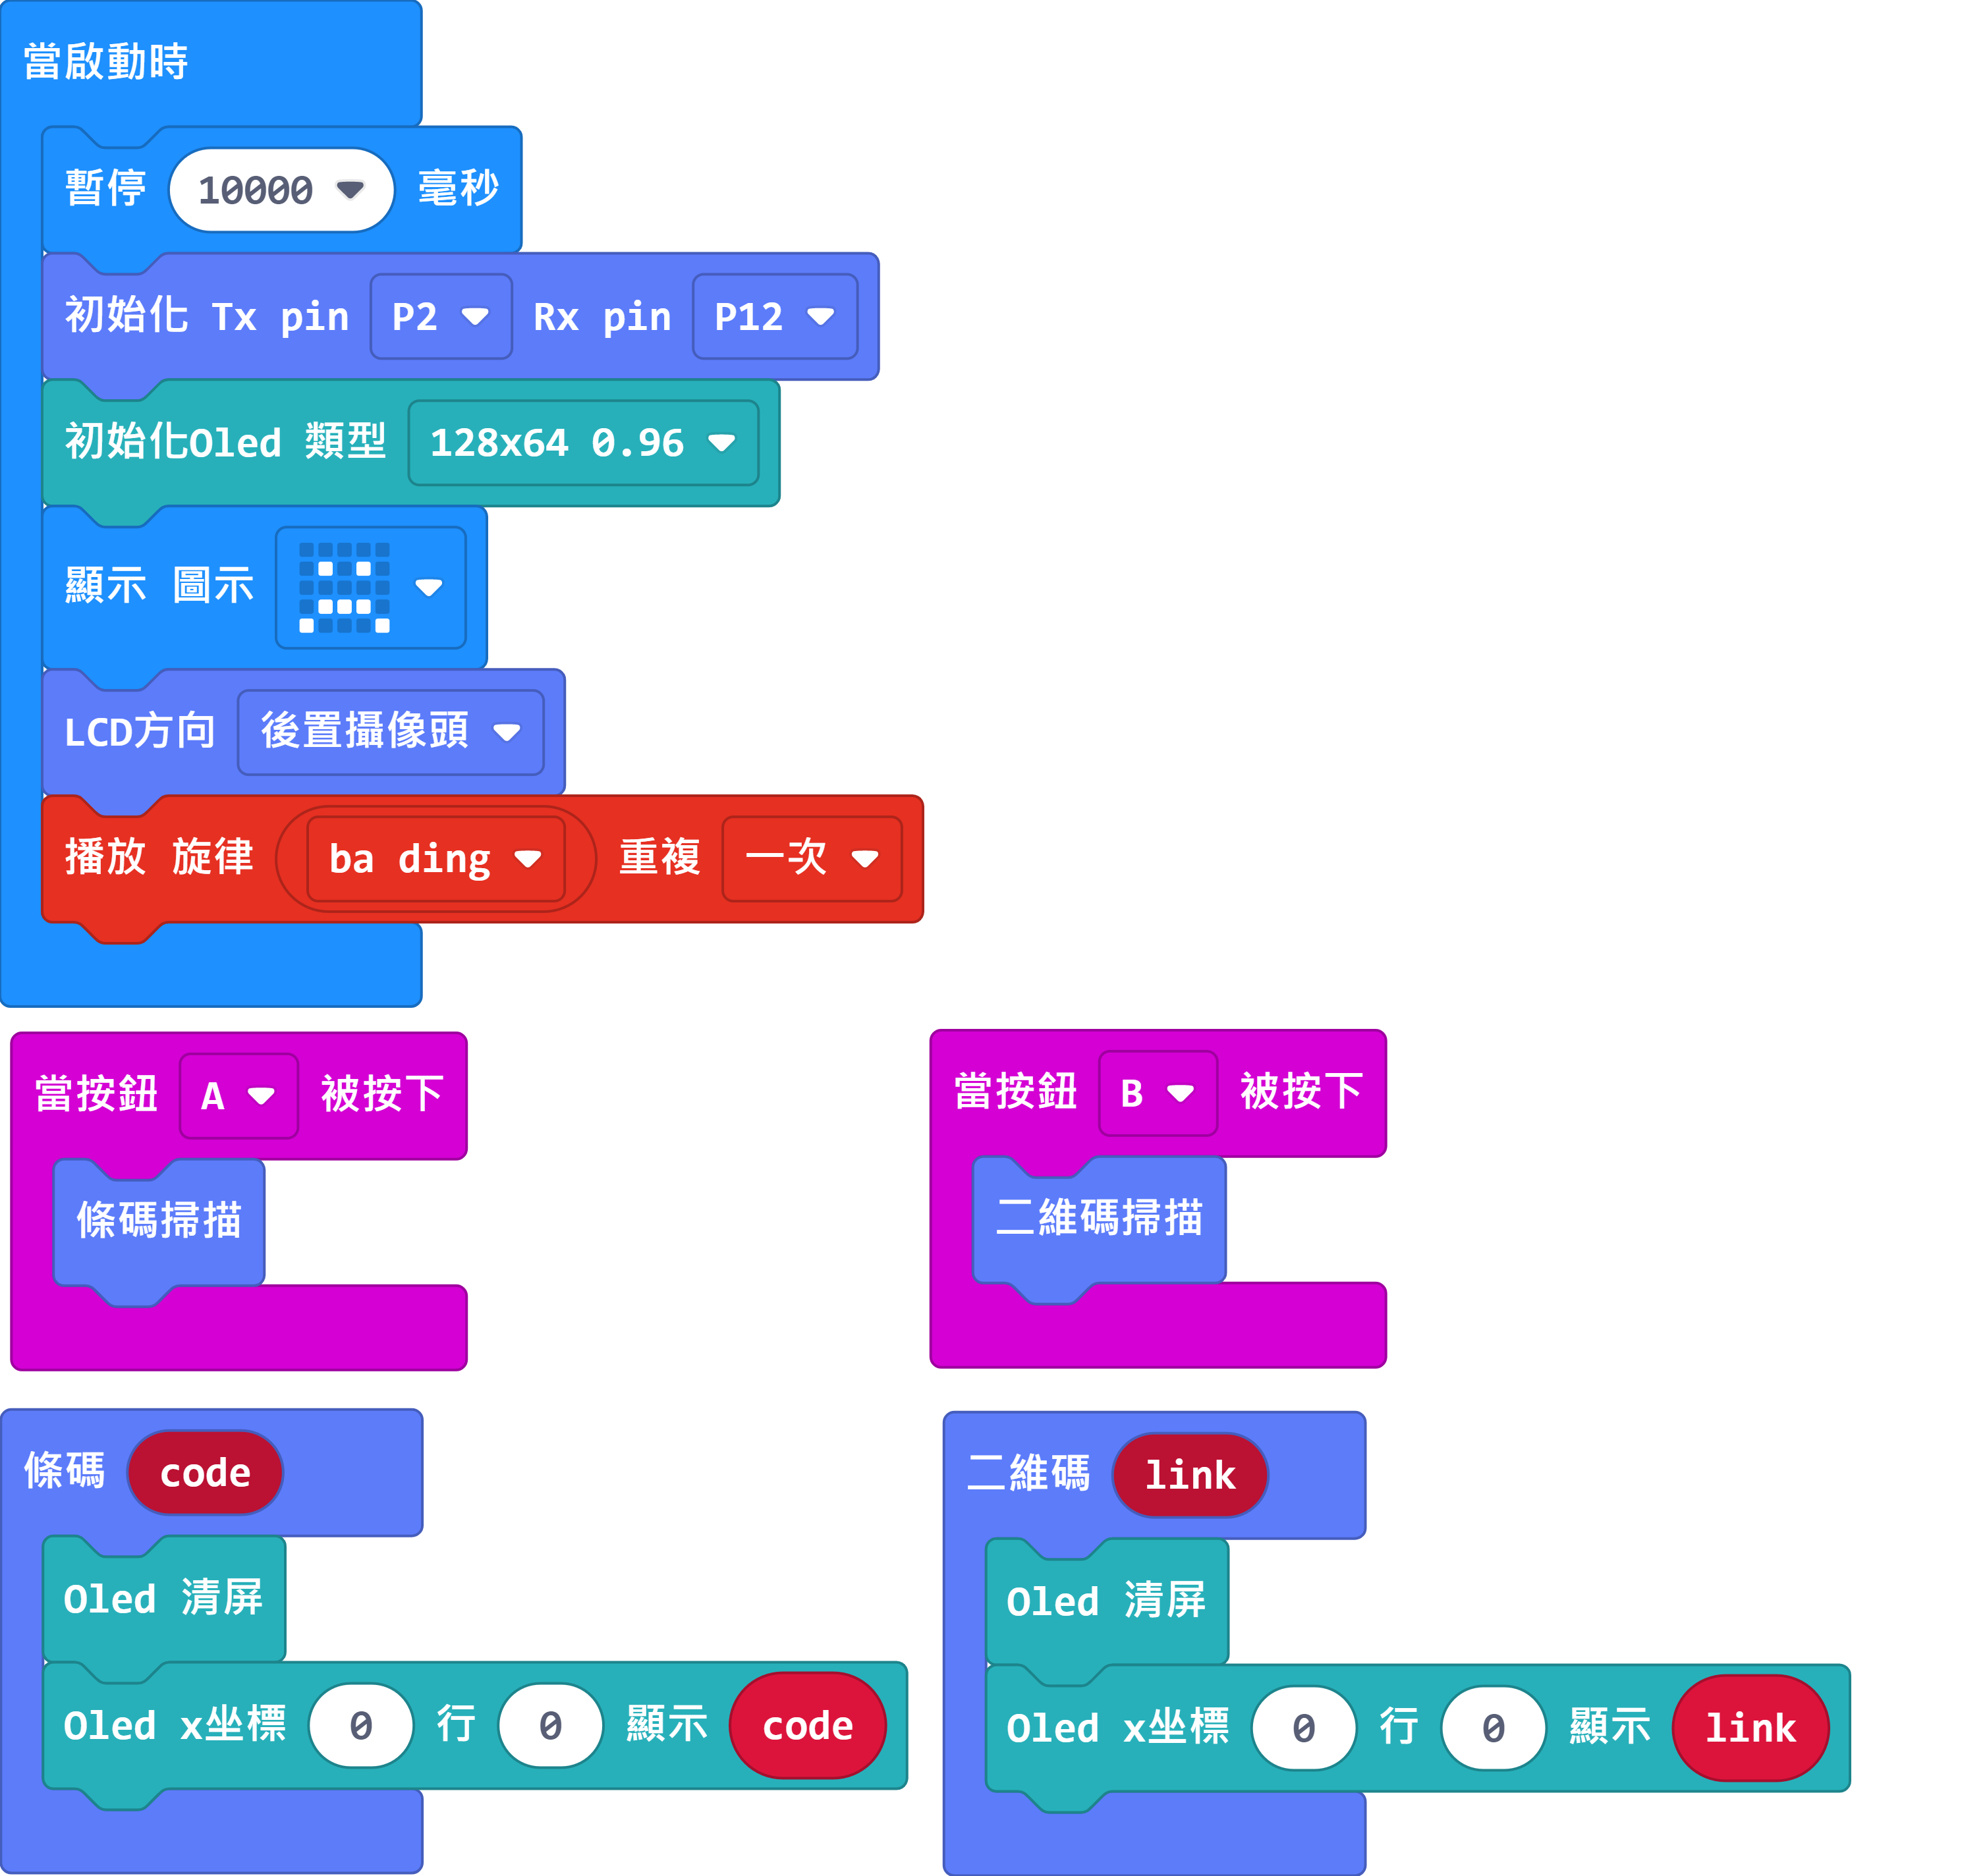 當啟動時
暫停 10000 毫秒
初始化 Tx pin P2 Rx pin P12
初始化Oled 類型 128x64 0.96
顯示 圖示
LCD方向 後置攝像頭
播放 旋律 ba ding 重複 一次
當按鈕 A 被按下
條碼掃描
當按鈕 B 被按下
二維碼掃描
條碼 code
Oled 清屏
Oled x坐標 0 行 0 顯示 code
二維碼 link
Oled 清屏
Oled x坐標 0 行 0 顯示 link